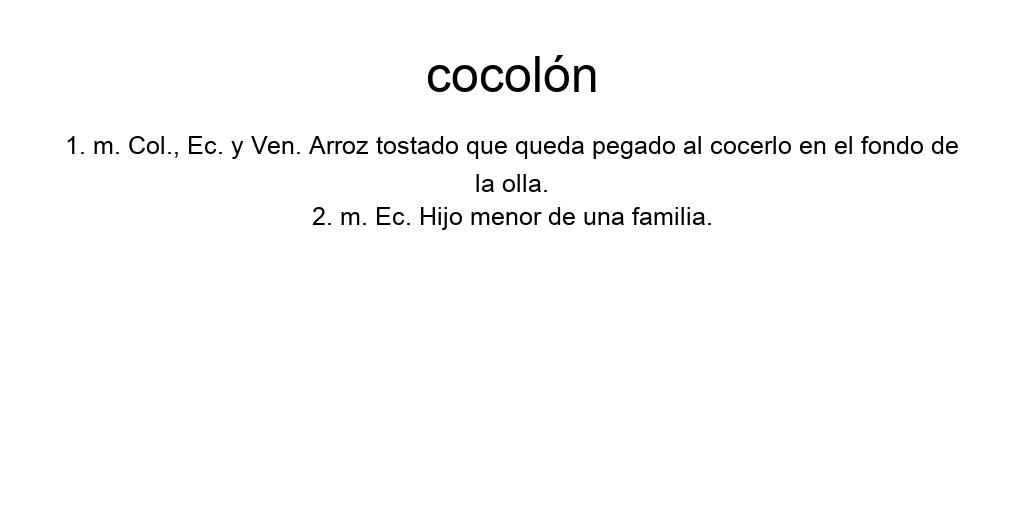 cocolón
1. m. Col., Ec. y Ven. Arroz tostado que queda pegado al cocerlo en el fondo de
la olla.
2. m. Ec. Hijo menor de una familia.